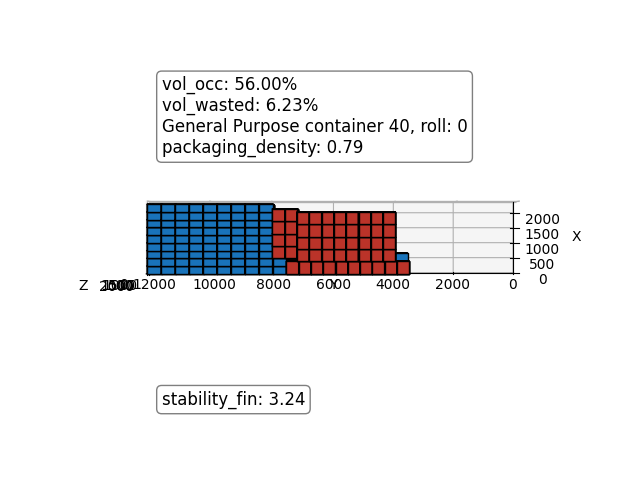 vol_occ: 56.00%
vol_wasted: 6.23%
General Purpose container 40, roll: 0
packaging_density: 0.79
2000
1500
1000
500
0
X
Z
12000
10000
8000
6000
4000
2000
0
stability_fin: 3.24